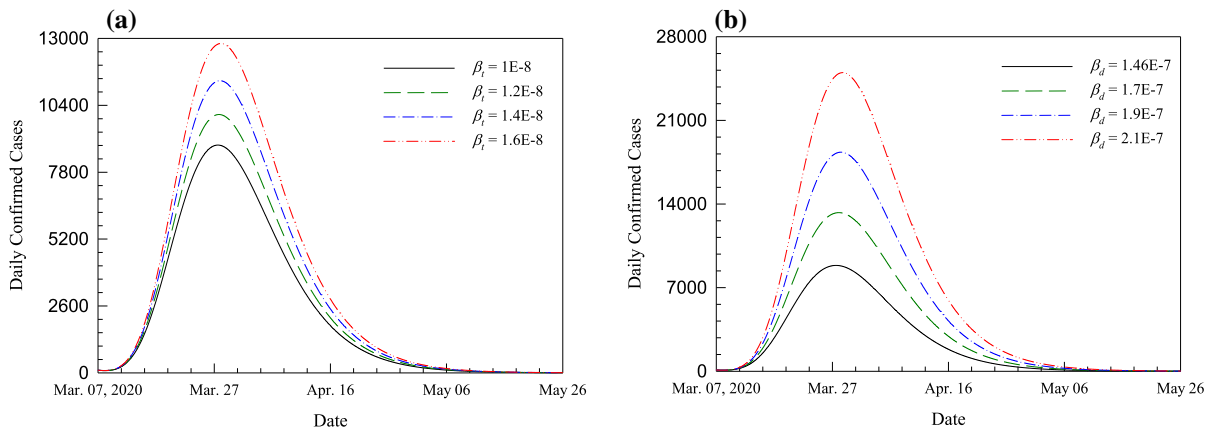 (a)
Daily Confirmed Cases
13000
10400
7800
5200
2600
0
βt = 1E-8
βt = 1.2E-8
βt = 1.4E-8
βt = 1.6E-8
Mar. 07, 2020 Mar. 27 Apr. 16 May 06 May 26
Date
(b)
Daily Confirmed Cases
28000
21000
14000
7000
0
βd = 1.46E-7
βd = 1.7E-7
βd = 1.9E-7
βd = 2.1E-7
Mar. 07, 2020 Mar. 27 Apr. 16 May 06 May 26
Date